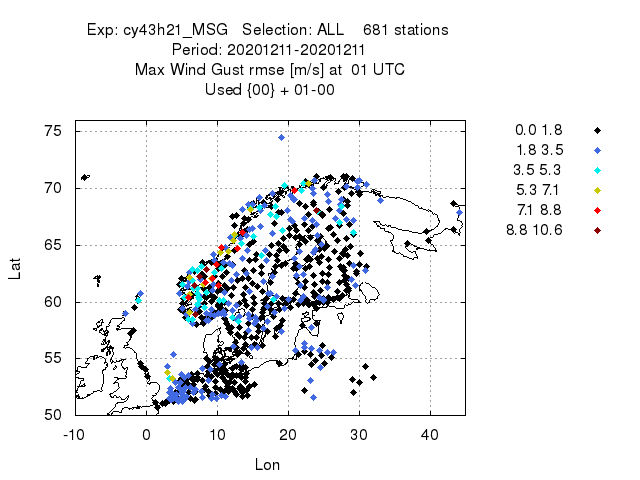 Exp: cy43h21_MSG   Selection: ALL    681 stations
Period: 20201211-20201211
Max Wind Gust rmse [m/s] at  01 UTC
Used {00} + 01-00
75
70
65
60
55
50
-10 0 10 20 30 40
Lat
Lon
0.0 1.8
1.8 3.5
3.5 5.3
5.3 7.1
7.1 8.8
8.8 10.6